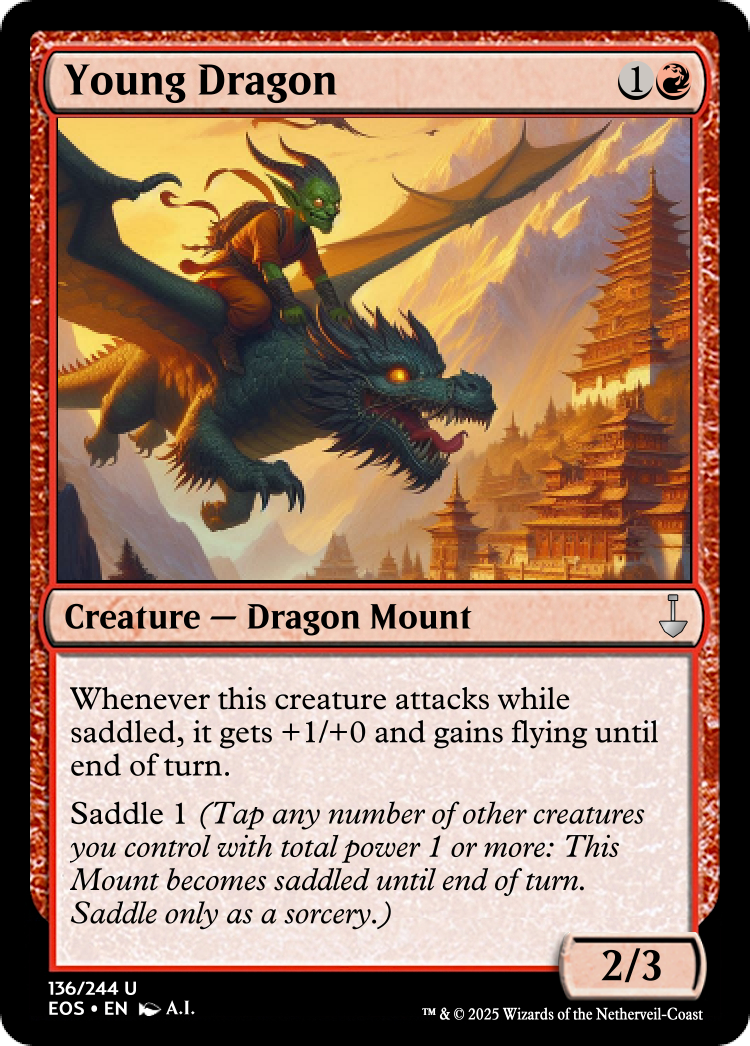 Young Dragon 1
Creature — Dragon Mount
Whenever this creature attacks while
saddled, it gets +1/+0 and gains flying until
end of turn.
Saddle 1 (Tap any number of other creatures
you control with total power 1 or more: This
Mount becomes saddled until end of turn.
Saddle only as a sorcery.)
2/3
136/244 U
EOS • EN A.I.
™ & © 2025 Wizards of the Netherveil-Coast